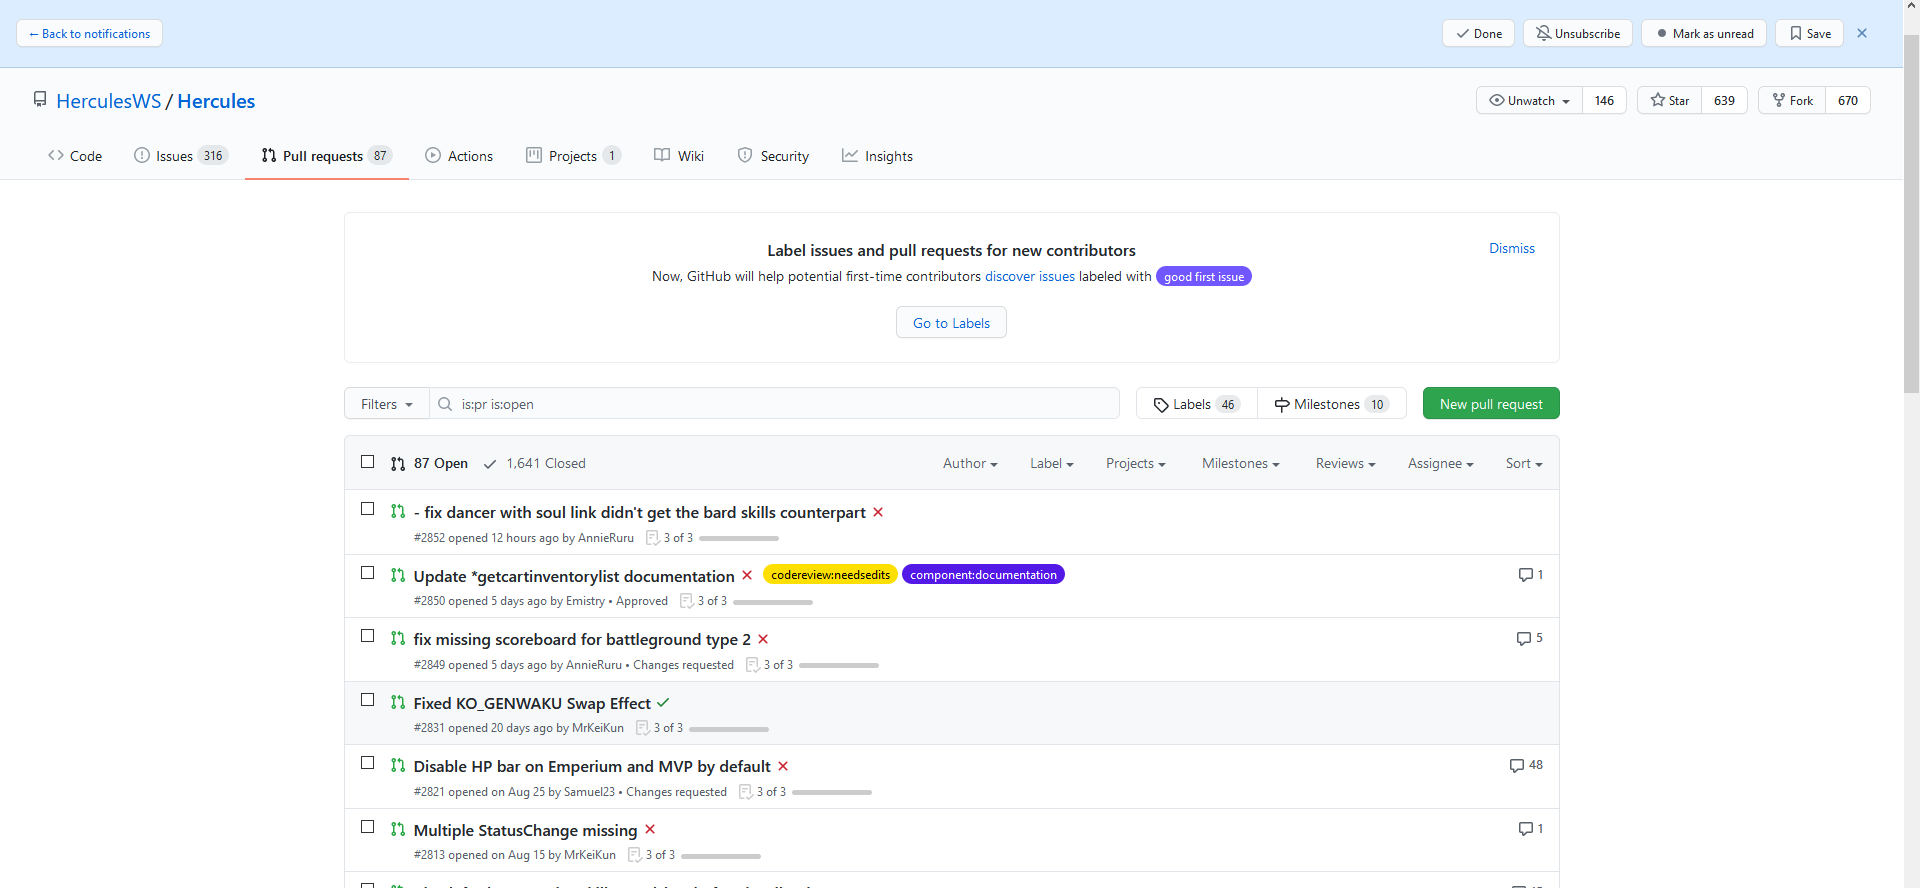 ← Back to notifications
Done
Unsubscribe
Mark as unread
Save
HerculesWS / Hercules
Unwatch 146
Star 639
Fork 670
Code
Issues 316
Pull requests 87
Actions
Projects 1
Wiki
Security
Insights
Label issues and pull requests for new contributors
Dismiss
Now, GitHub will help potential first-time contributors discover issues labeled with good first issue
Go to Labels
Filters
is:pr is:open
Labels 46
Milestones 10
New pull request
87 Open
1,641 Closed
Author
Label
Projects
Milestones
Reviews
Assignee
Sort
- fix dancer with soul link didn't get the bard skills counterpart
#2852 opened 12 hours ago by AnnieRuru 3 of 3
Update *getcartinventorylist documentation codereview:needsedits component:documentation 1
#2850 opened 5 days ago by Emistry • Approved 3 of 3
fix missing scoreboard for battleground type 2 5
#2849 opened 5 days ago by AnnieRuru • Changes requested 3 of 3
Fixed KO_GENWAKU Swap Effect
#2831 opened 20 days ago by MrKeiKun 3 of 3
Disable HP bar on Emperium and MVP by default 48
#2821 opened on Aug 25 by Samuel23 • Changes requested 3 of 3
Multiple StatusChange missing 1
#2813 opened on Aug 15 by MrKeiKun 3 of 3